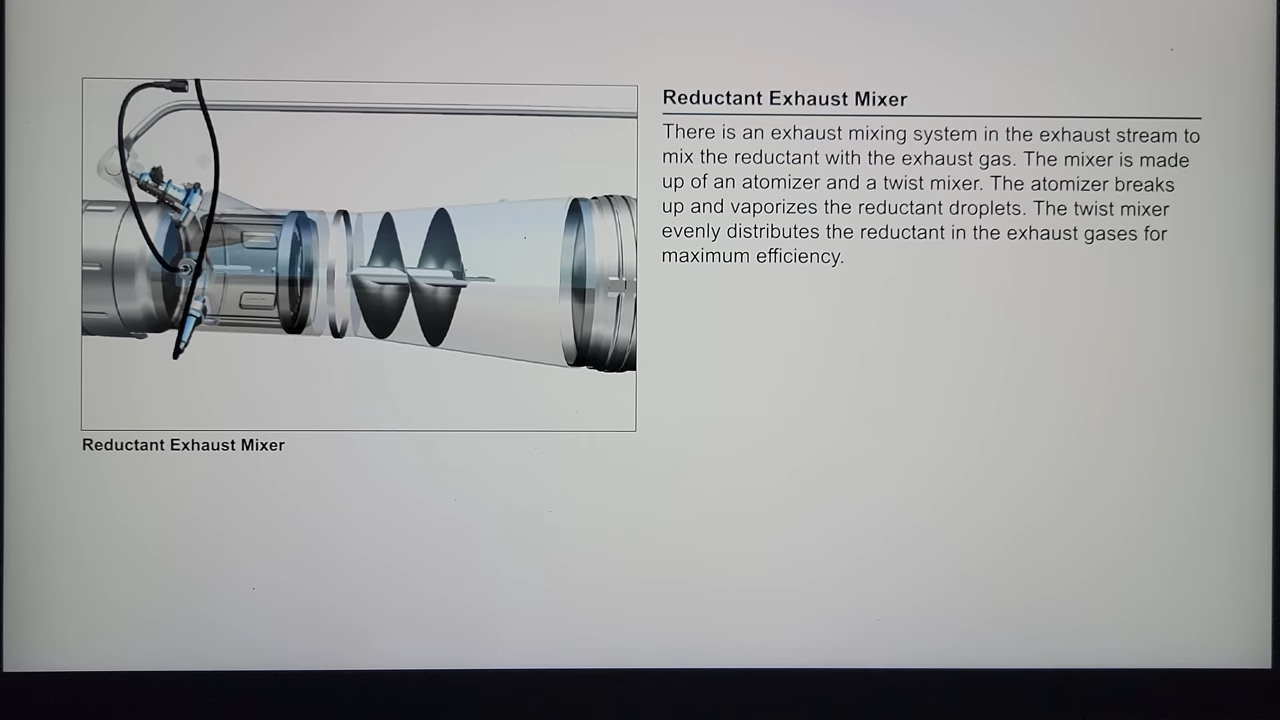 Reductant Exhaust Mixer
There is an exhaust mixing system in the exhaust stream to
mix the reductant with the exhaust gas. The mixer is made
up of an atomizer and a twist mixer. The atomizer breaks
up and vaporizes the reductant droplets. The twist mixer
evenly distributes the reductant in the exhaust gases for
maximum efficiency.
Reductant Exhaust Mixer